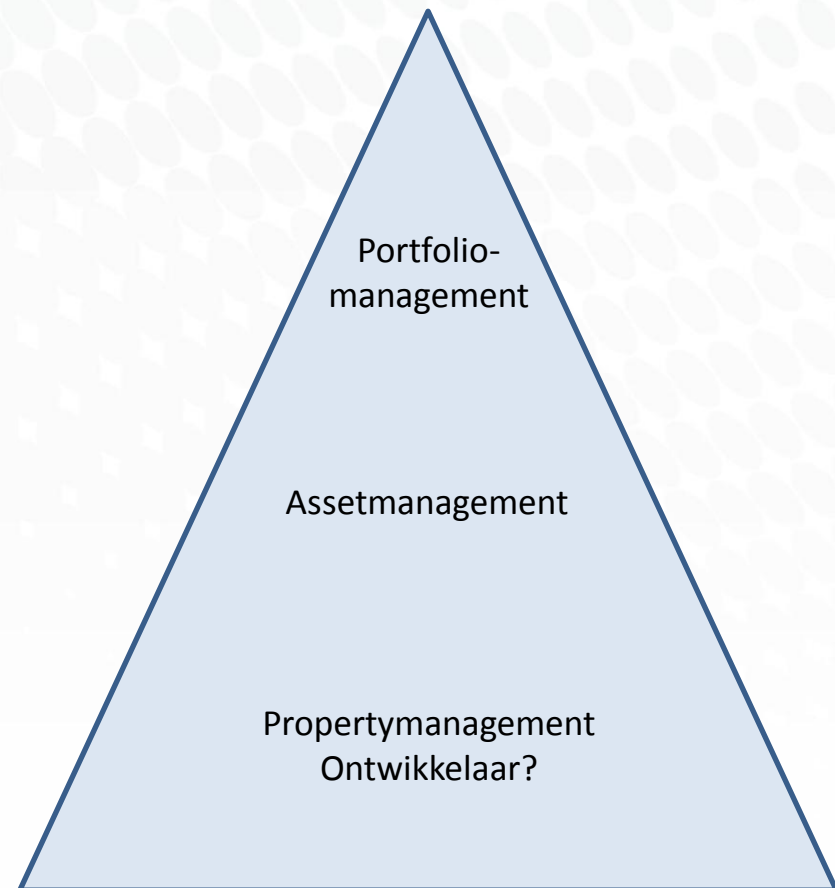 Portfolio-
management
Assetmanagement
Propertymanagement
Ontwikkelaar?